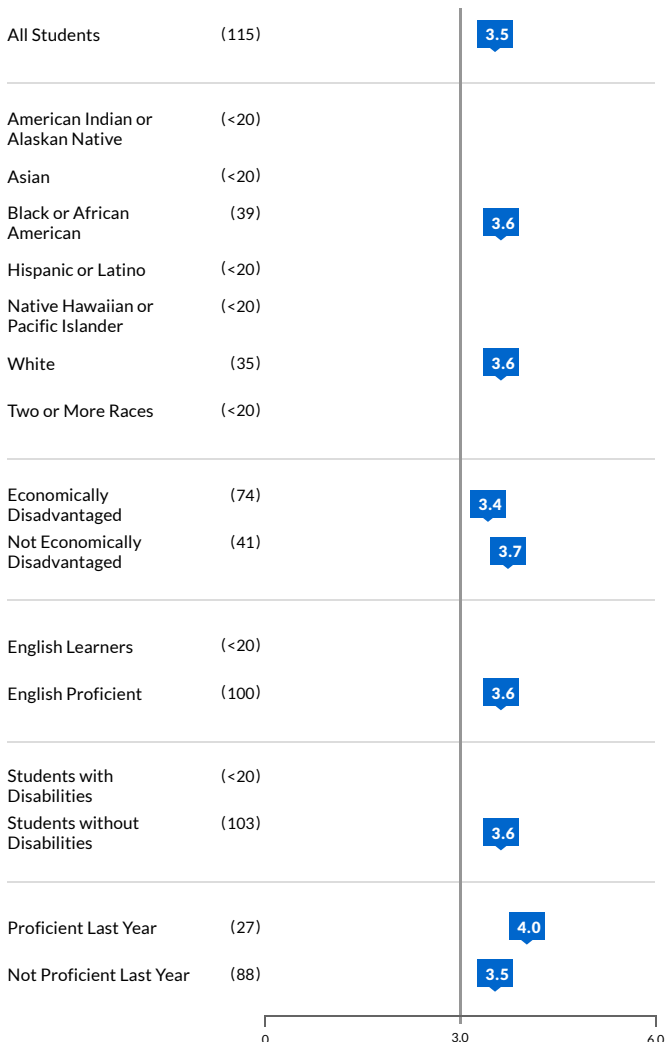 All Students (115) 3.5
American Indian or (<20)
Alaskan Native
Asian (<20)
Black or African (39) 3.6
American
Hispanic or Latino (<20)
Native Hawaiian or (<20)
Pacific Islander
White (35) 3.6
Two or More Races (<20)
Economically (74) 3.4
Disadvantaged
Not Economically (41) 3.7
Disadvantaged
English Learners (<20)
English Proficient (100) 3.6
Students with (<20)
Disabilities
Students without (103) 3.6
Disabilities
Proficient Last Year (27) 4.0
Not Proficient Last Year (88) 3.5
0 3.0 6.0